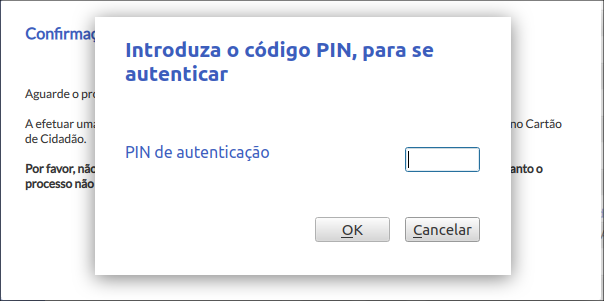 Confirmaç
Introduza o código PIN, para se
autenticar
Aguarde o pro
A efetuar uma
no Cartão
de Cidadão.
PIN de autenticação
Por favor, não
anto o
processo não
OK
Cancelar